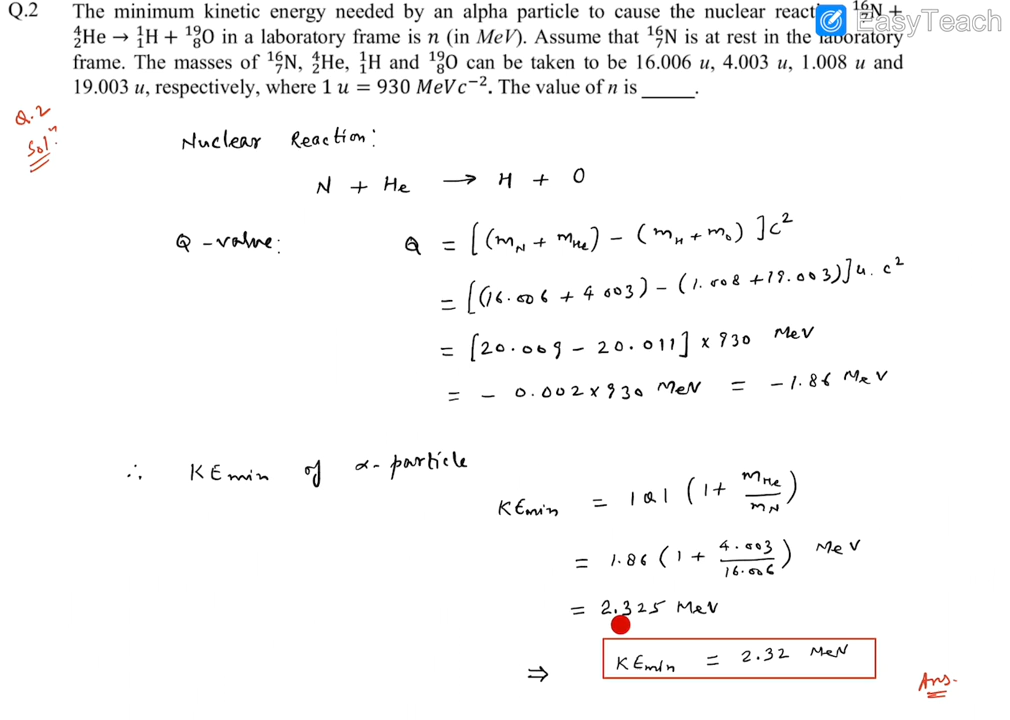 Q.2 The minimum kinetic energy needed by an alpha particle to cause the nuclear react ¹⁶₇N +
⁴₂He → ¹₁H + ¹⁹₈O in a laboratory frame is n (in MeV). Assume that ¹⁶₇N is at rest in the laboratory
frame. The masses of ¹⁶₇N, ⁴₂He, ¹₁H and ¹⁹₈O can be taken to be 16.006 u, 4.003 u, 1.008 u and
19.003 u, respectively, where 1 u = 930 MeVc⁻². The value of n is _____.
EasyTeach
Q.2
Solⁿ:
Nuclear Reaction:
N + He → H + O
Q-value: Q = [(m_N + m_He) - (m_H + m_O)]c²
= [(16.006 + 4.003) - (1.008 + 19.003)]u.c²
= [20.009 - 20.011] × 930 MeV
= - 0.002 × 930 MeV = -1.86 MeV
∴ KEmin of α-particle
KEmin = |Q| (1 + m_He/m_N)
= 1.86 (1 + 4.003/16.006) MeV
= 2.325 MeV
⇒ KEmin = 2.32 MeV
Ans.